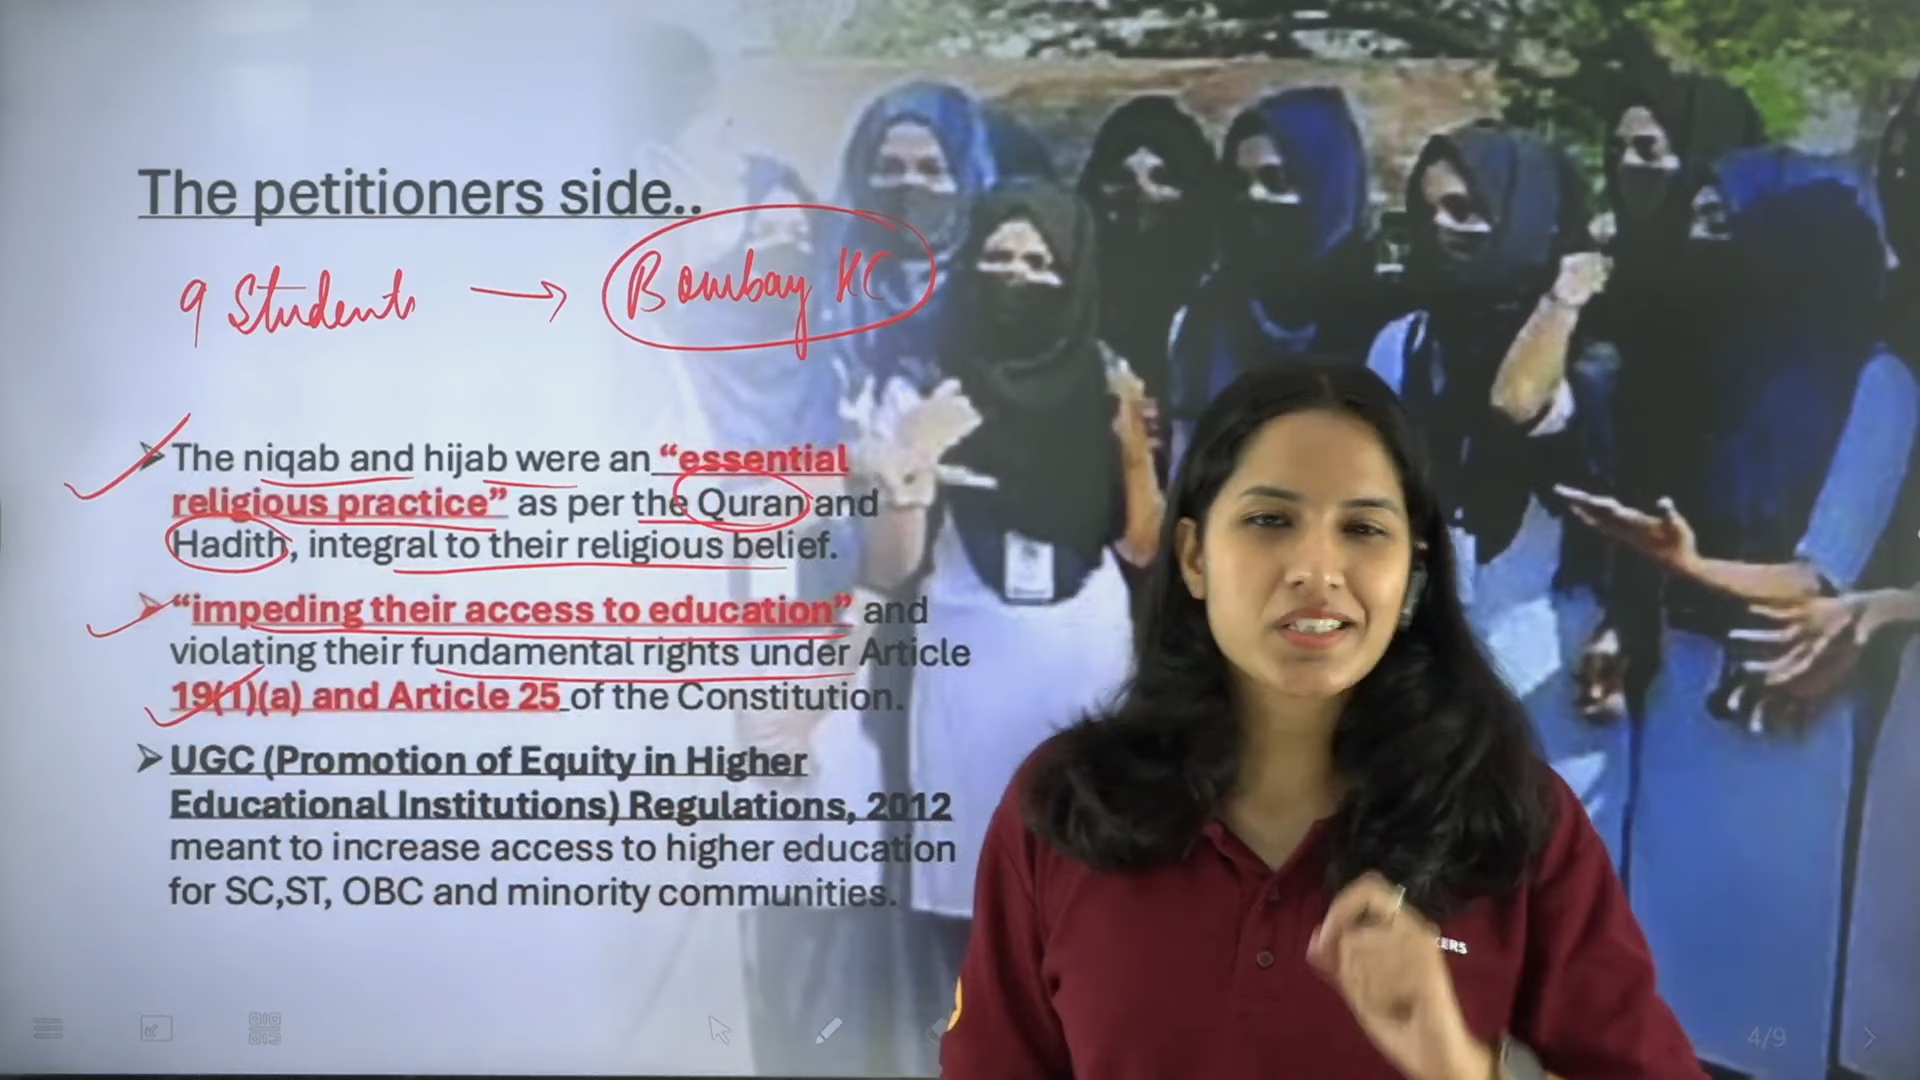 The petitioners side..
9 Students → Bombay HC
➢ The niqab and hijab were an “essential
religious practice” as per the Quran and
Hadith, integral to their religious belief.
➢ “impeding their access to education” and
violating their fundamental rights under Article
19(1)(a) and Article 25 of the Constitution.
➢ UGC (Promotion of Equity in Higher
Educational Institutions) Regulations, 2012
meant to increase access to higher education
for SC,ST, OBC and minority communities.
4/9